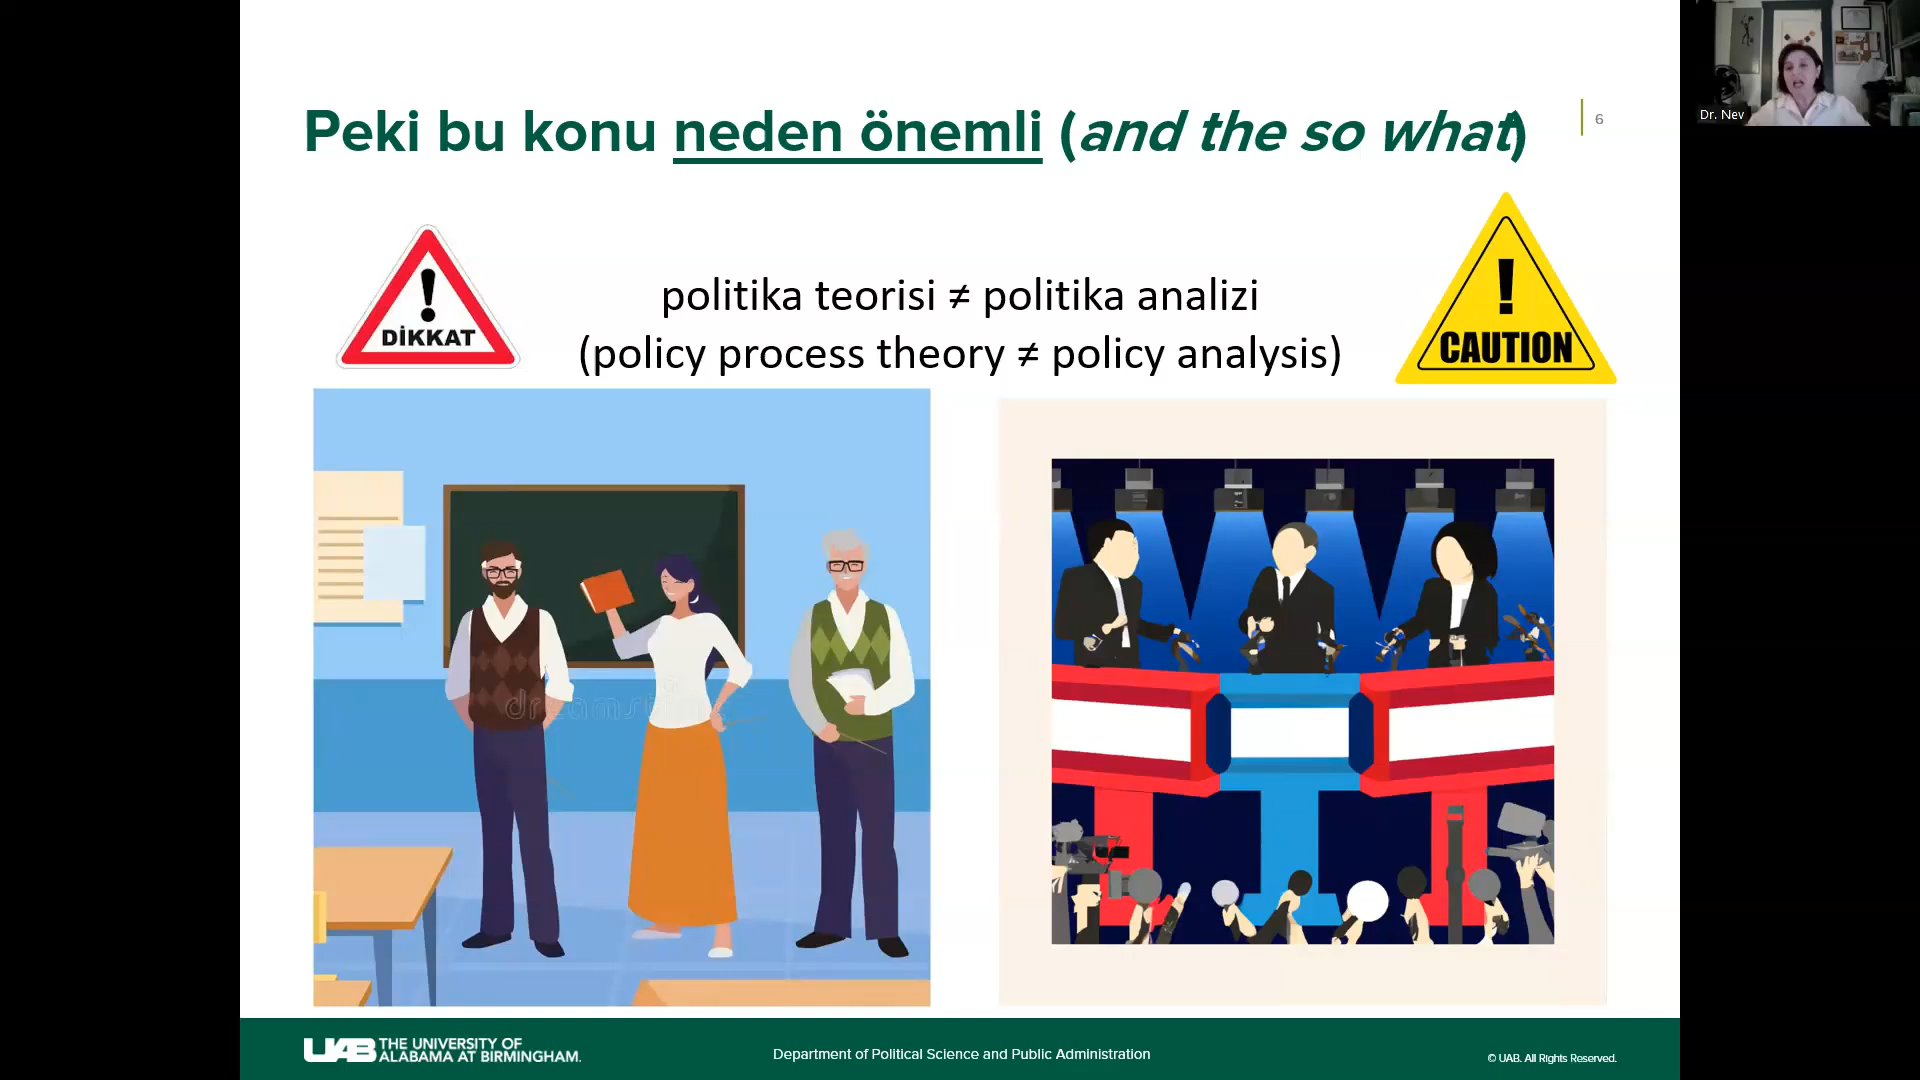 Peki bu konu neden önemli (and the so what)
6
Dr. Nev
DİKKAT
politika teorisi ≠ politika analizi
(policy process theory ≠ policy analysis)
CAUTION
UAB THE UNIVERSITY OF
ALABAMA AT BIRMINGHAM.
Department of Political Science and Public Administration
© UAB. All Rights Reserved.